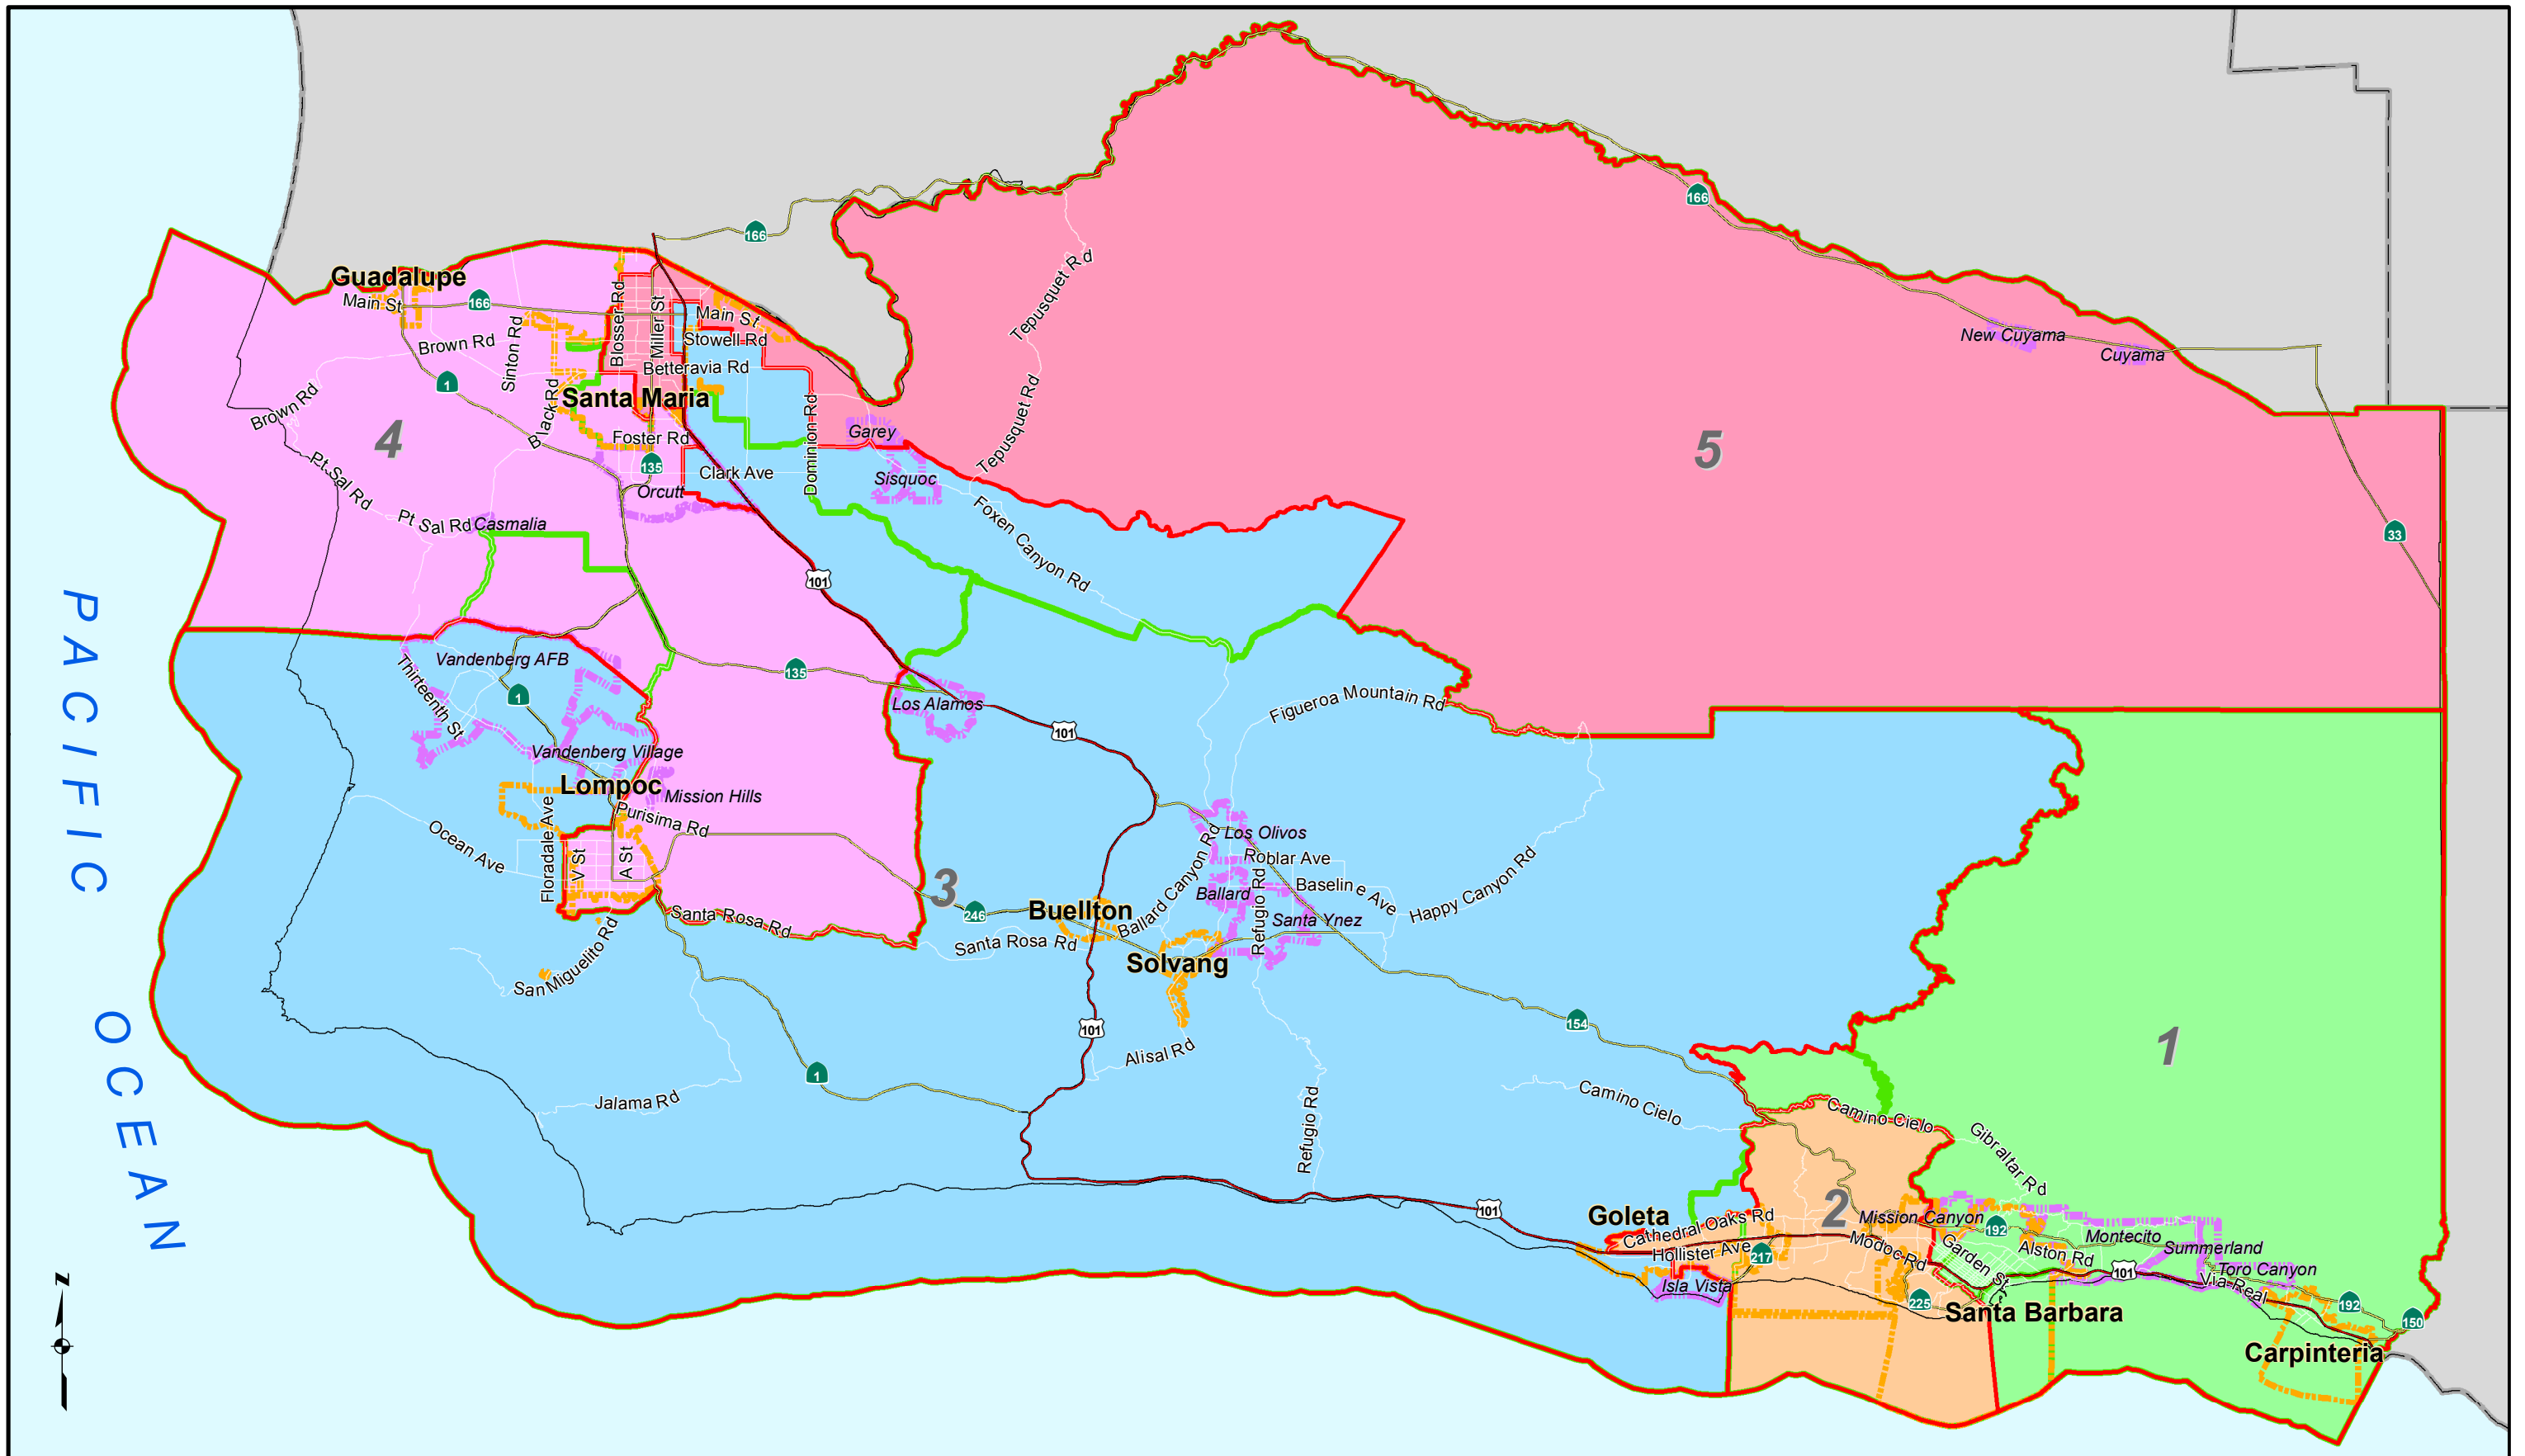 166
166
Guadalupe
Main St
166
Blosser Rd
Miller St
Main St
Stowell Rd
Brown Rd
Sinton Rd
Betteravia Rd
Tepusquet Rd
New Cuyama
Cuyama
1
Santa Maria
Brown Rd
Black Rd
Dominion Rd
Tepusquet Rd
4
Foster Rd
Garey
5
135
Clark Ave
Sisquoc
Orcutt
Pt Sal Rd
Pt Sal Rd
Casmalia
Foxen Canyon Rd
33
101
PACIFIC
OCEAN
Vandenberg AFB
135
1
Thirteenth St
Los Alamos
Figueroa Mountain Rd
101
Vandenberg Village
Lompoc
Mission Hills
Purisima Rd
Floradale Ave
V St
A St
Ocean Ave
Los Olivos
Roblar Ave
Ballard Canyon Rd
Refugio Rd
Baseline Ave
Happy Canyon Rd
3
Ballard
246
Buellton
Santa Ynez
Santa Rosa Rd
Santa Rosa Rd
Solvang
San Miguelito Rd
101
154
Alisal Rd
1
Jalama Rd
1
Camino Cielo
Camino Cielo
Refugio Rd
Gibraltar Rd
101
Goleta
Cathedral Oaks Rd
2
Mission Canyon
192
Hollister Ave
217
Modoc Rd
Garden St
Alston Rd
Montecito
Summerland
Toro Canyon
101
Via Real
Isla Vista
225
Santa Barbara
192
150
Carpinteria
N